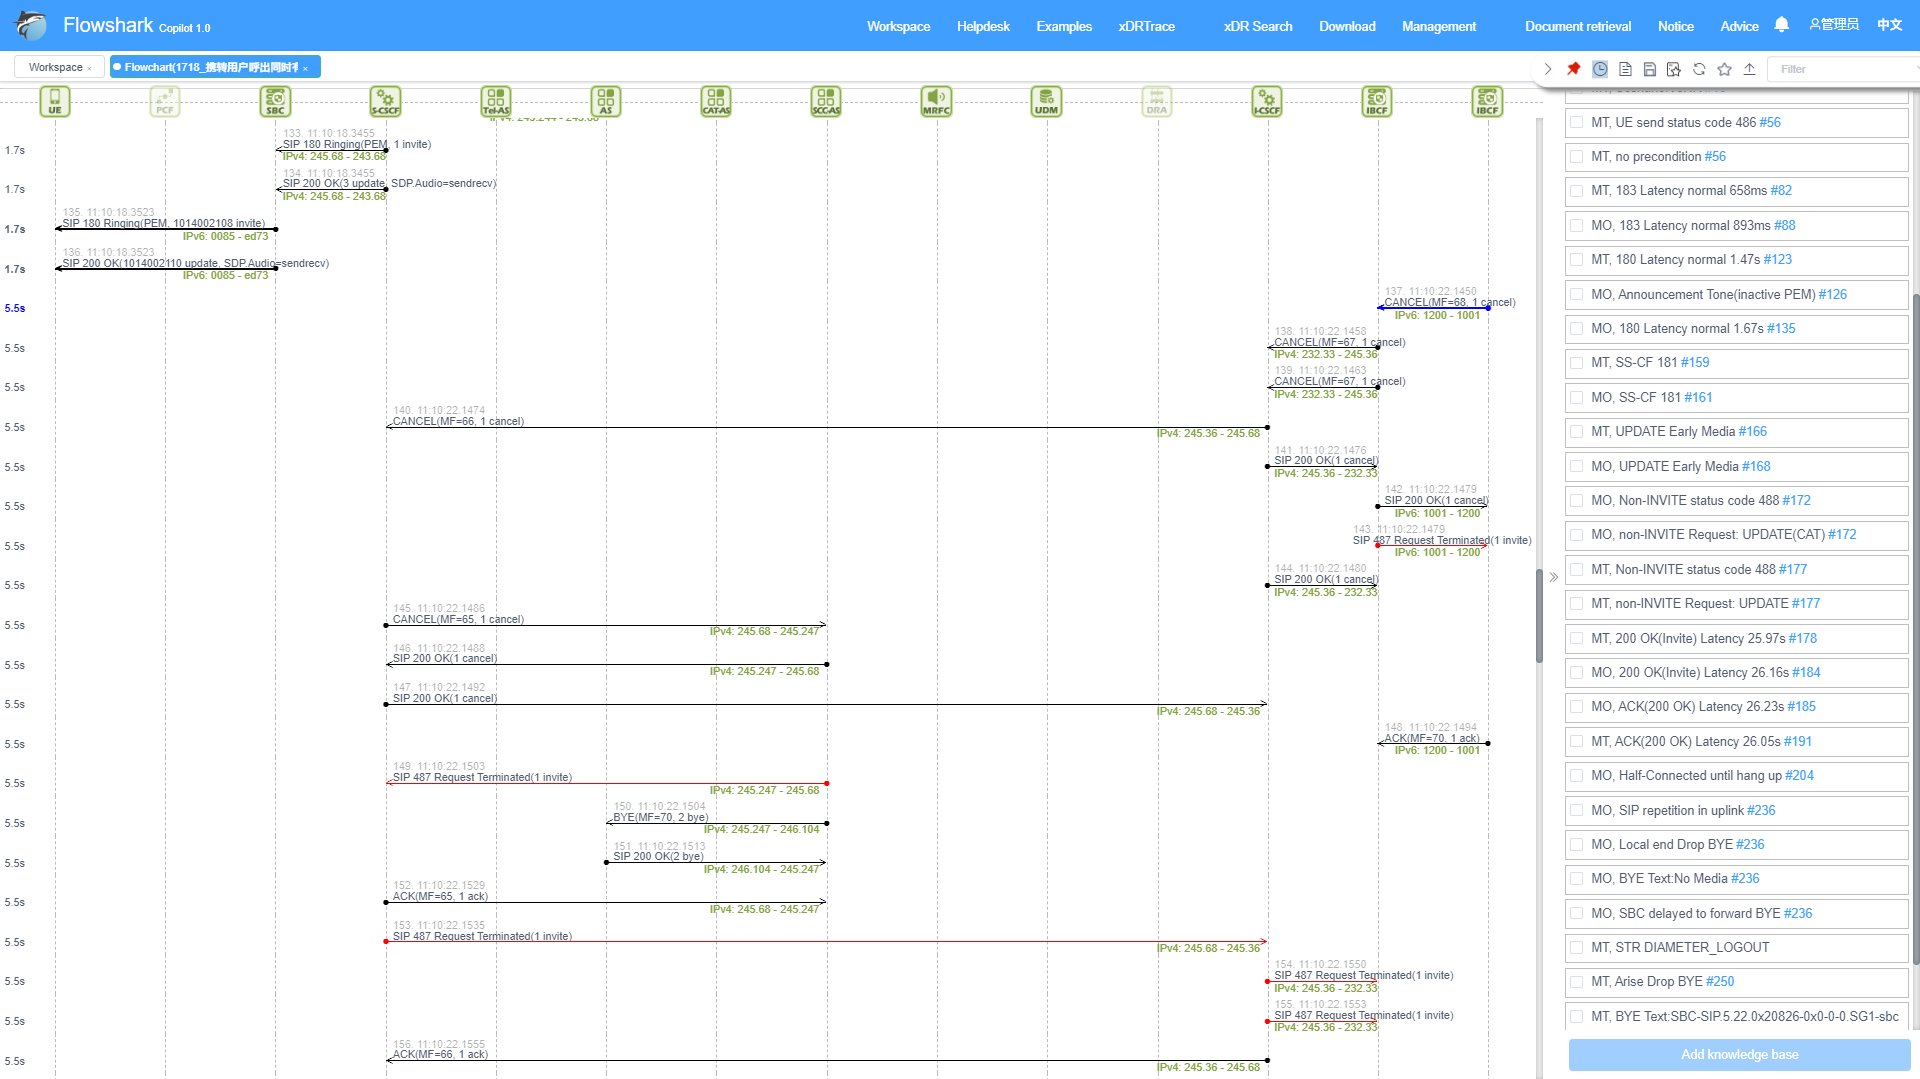 Flowshark Copilot 1.0
Workspace Helpdesk Examples xDRTrace xDR Search Download Management Document retrieval Notice Advice 管理员 中文
Workspace × Flowchart(1718_携转用户呼出同时有 ×
Filter
UE PCF SBC S-CSCF Tel-AS AS CAT-AS SCC-AS MRFC UDM DRA I-CSCF IBCF IBCF
133. 11:10:18.3455
1.7s SIP 180 Ringing(PEM, 1 invite)
IPv4: 245.68 - 243.68
134. 11:10:18.3455
1.7s SIP 200 OK(3 update, SDP.Audio=sendrecv)
IPv4: 245.68 - 243.68
135. 11:10:18.3523
1.7s SIP 180 Ringing(PEM, 1014002108 invite)
IPv6: 0085 - ed73
136. 11:10:18.3523
1.7s SIP 200 OK(1014002110 update, SDP.Audio=sendrecv)
IPv6: 0085 - ed73
137. 11:10:22.1450
5.5s CANCEL(MF=68, 1 cancel)
IPv6: 1200 - 1001
138. 11:10:22.1458
5.5s CANCEL(MF=67, 1 cancel)
IPv4: 232.33 - 245.36
139. 11:10:22.1463
5.5s CANCEL(MF=67, 1 cancel)
IPv4: 232.33 - 245.36
140. 11:10:22.1474
5.5s CANCEL(MF=66, 1 cancel)
IPv4: 245.36 - 245.68
141. 11:10:22.1476
5.5s SIP 200 OK(1 cancel)
IPv4: 245.36 - 232.33
142. 11:10:22.1479
5.5s SIP 200 OK(1 cancel)
IPv6: 1001 - 1200
143. 11:10:22.1479
5.5s SIP 487 Request Terminated(1 invite)
IPv6: 1001 - 1200
144. 11:10:22.1480
5.5s SIP 200 OK(1 cancel)
IPv4: 245.36 - 232.33
145. 11:10:22.1486
5.5s CANCEL(MF=65, 1 cancel)
IPv4: 245.68 - 245.247
146. 11:10:22.1488
5.5s SIP 200 OK(1 cancel)
IPv4: 245.247 - 245.68
147. 11:10:22.1492
5.5s SIP 200 OK(1 cancel)
IPv4: 245.68 - 245.36
148. 11:10:22.1494
5.5s ACK(MF=70, 1 ack)
IPv6: 1200 - 1001
149. 11:10:22.1503
5.5s SIP 487 Request Terminated(1 invite)
IPv4: 245.247 - 245.68
150. 11:10:22.1504
5.5s BYE(MF=70, 2 bye)
IPv4: 245.247 - 246.104
151. 11:10:22.1513
5.5s SIP 200 OK(2 bye)
IPv4: 246.104 - 245.247
152. 11:10:22.1529
5.5s ACK(MF=65, 1 ack)
IPv4: 245.68 - 245.247
153. 11:10:22.1535
5.5s SIP 487 Request Terminated(1 invite)
IPv4: 245.68 - 245.36
154. 11:10:22.1550
5.5s SIP 487 Request Terminated(1 invite)
IPv4: 245.36 - 232.33
155. 11:10:22.1553
5.5s SIP 487 Request Terminated(1 invite)
IPv4: 245.36 - 232.33
156. 11:10:22.1555
5.5s ACK(MF=66, 1 ack)
IPv4: 245.36 - 245.68
MT, UE send status code 486 #56
MT, no precondition #56
MT, 183 Latency normal 658ms #82
MO, 183 Latency normal 893ms #88
MT, 180 Latency normal 1.47s #123
MO, Announcement Tone(inactive PEM) #126
MO, 180 Latency normal 1.67s #135
MT, SS-CF 181 #159
MO, SS-CF 181 #161
MT, UPDATE Early Media #166
MO, UPDATE Early Media #168
MO, Non-INVITE status code 488 #172
MO, non-INVITE Request: UPDATE(CAT) #172
MT, Non-INVITE status code 488 #177
MT, non-INVITE Request: UPDATE #177
MT, 200 OK(Invite) Latency 25.97s #178
MO, 200 OK(Invite) Latency 26.16s #184
MO, ACK(200 OK) Latency 26.23s #185
MT, ACK(200 OK) Latency 26.05s #191
MO, Half-Connected until hang up #204
MO, SIP repetition in uplink #236
MO, Local end Drop BYE #236
MO, BYE Text:No Media #236
MO, SBC delayed to forward BYE #236
MT, STR DIAMETER_LOGOUT
MT, Arise Drop BYE #250
MT, BYE Text:SBC-SIP.5.22.0x20826-0x0-0-0.SG1-sbc
Add knowledge base